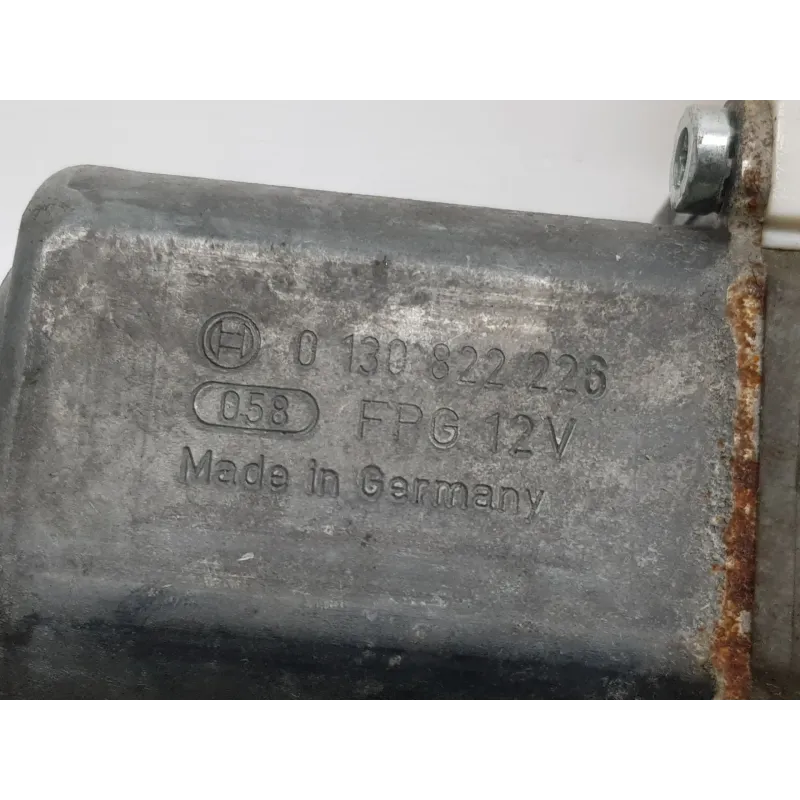 0 130 822 226
058 FPG 12V
Made in Germany